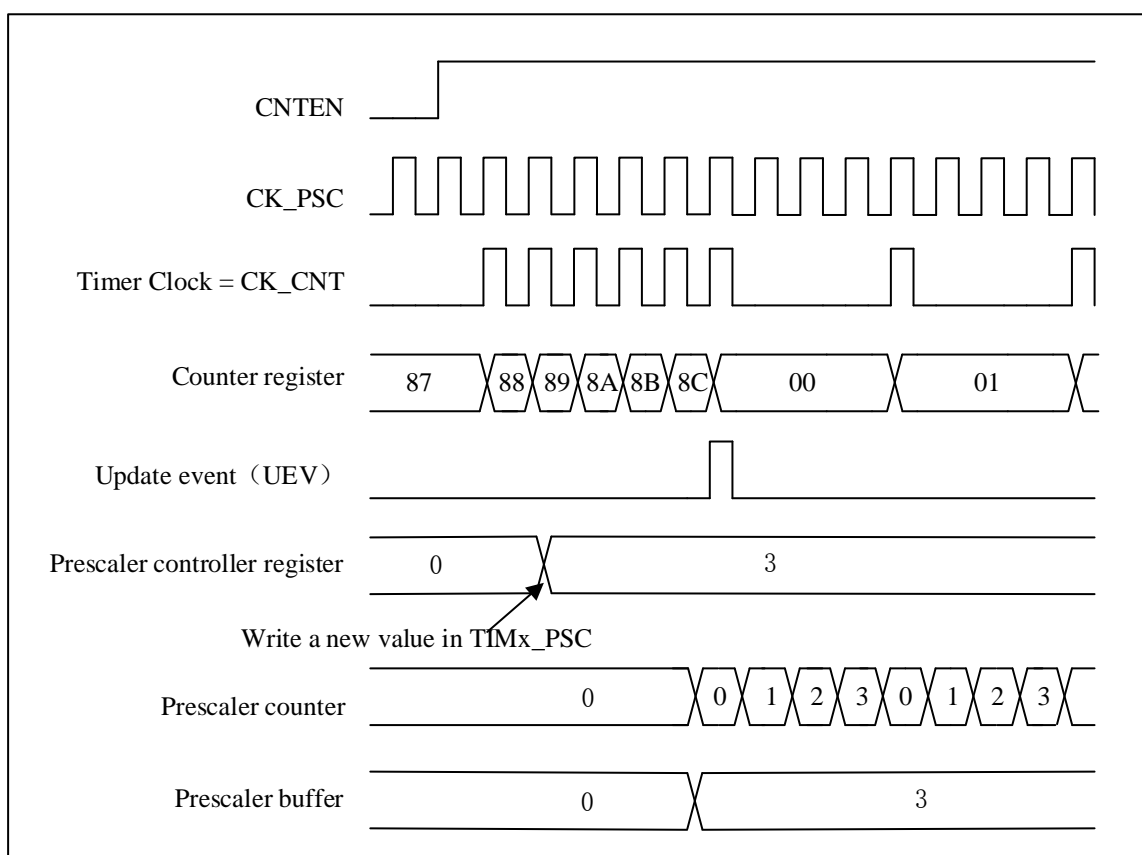 CNTEN
CK_PSC
Timer Clock = CK_CNT
Counter register
87 88 89 8A 8B 8C 00 01
Update event（UEV）
Prescaler controller register
0 3
Write a new value in TIMx_PSC
Prescaler counter
0 0 1 2 3 0 1 2 3
Prescaler buffer
0 3